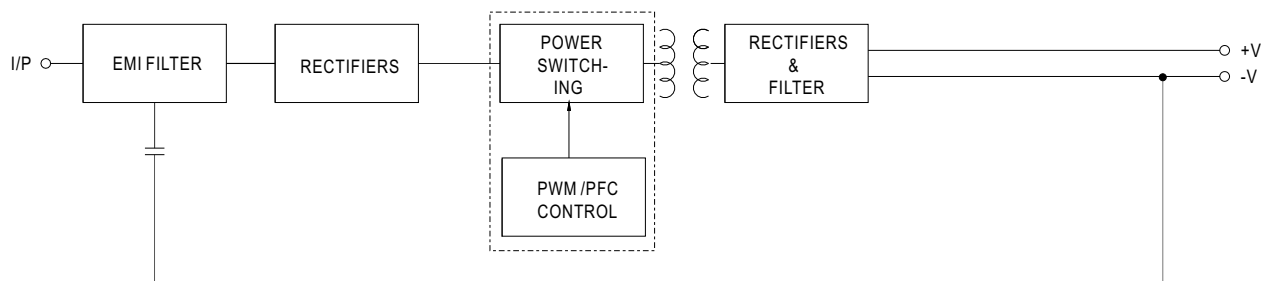 I/P
EMI FILTER
RECTIFIERS
POWER
SWITCH-
ING
PWM /PFC
CONTROL
RECTIFIERS
&
FILTER
+V
-V